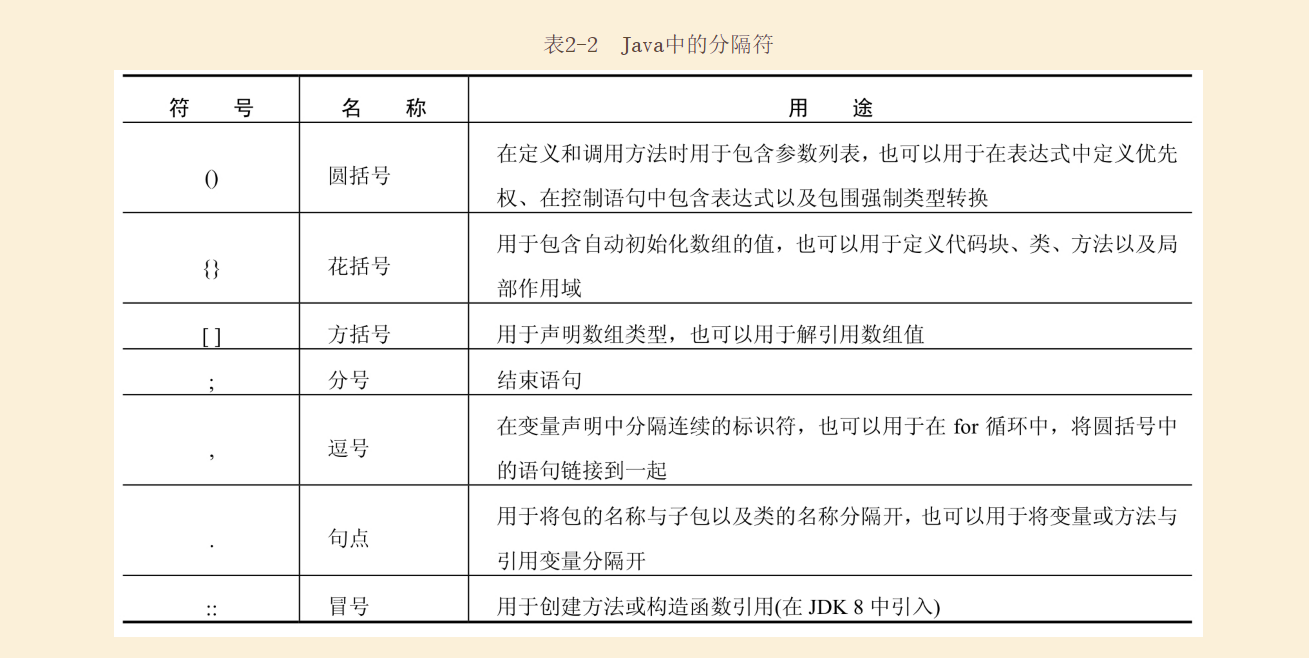 表2-2 Java中的分隔符
符 号 名 称 用 途
() 圆括号 在定义和调用方法时用于包含参数列表，也可以用于在表达式中定义优先
权、在控制语句中包含表达式以及包围强制类型转换
{} 花括号 用于包含自动初始化数组的值，也可以用于定义代码块、类、方法以及局
部作用域
[ ] 方括号 用于声明数组类型，也可以用于解引用数组值
; 分号 结束语句
, 逗号 在变量声明中分隔连续的标识符，也可以用于在 for 循环中，将圆括号中
的语句链接到一起
. 句点 用于将包的名称与子包以及类的名称分隔开，也可以用于将变量或方法与
引用变量分隔开
:: 冒号 用于创建方法或构造函数引用(在 JDK 8 中引入)